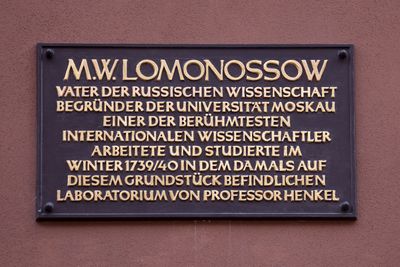 M.W. LOMONOSSOW
VATER DER RUSSISCHEN WISSENSCHAFT
BEGRÜNDER DER UNIVERSITÄT MOSKAU
EINER DER BERÜHMTESTEN
INTERNATIONALEN WISSENSCHAFTLER
ARBEITETE UND STUDIERTE IM
WINTER 1739/40 IN DEM DAMALS AUF
DIESEM GRUNDSTÜCK BEFINDLICHEN
LABORATORIUM VON PROFESSOR HENKEL